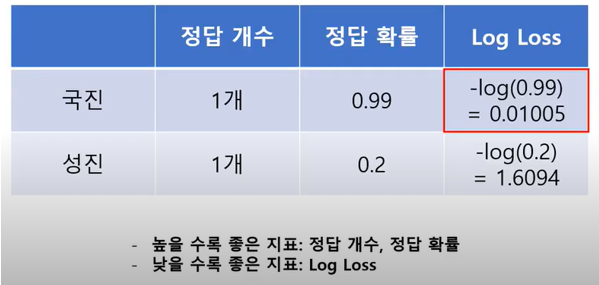 정답 개수 정답 확률 Log Loss
국진 1개 0.99 -log(0.99)
= 0.01005
성진 1개 0.2 -log(0.2)
= 1.6094
- 높을 수록 좋은 지표: 정답 개수, 정답 확률
- 낮을 수록 좋은 지표: Log Loss